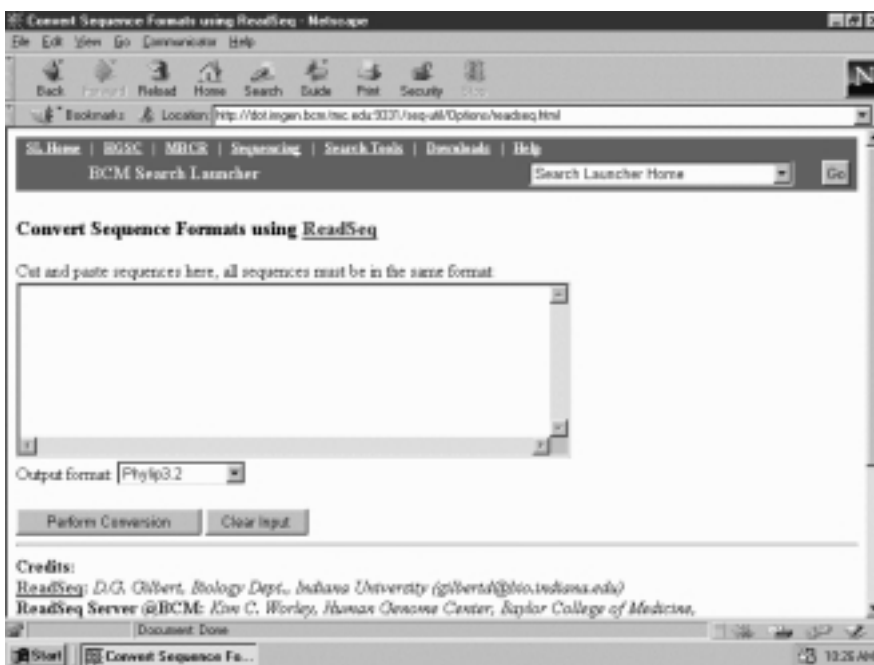 Convert Sequence Formats using ReadSeq - Netscape
File Edit View Go Communicator Help
Back Forward Reload Home Search Guide Print Security Stop
Bookmarks Location:
SL Home | HGSC | MBCR | Sequencing | Search Tools | Downloads | Help
BCM Search Launcher Search Launcher Home Go
Convert Sequence Formats using ReadSeq
Cut and paste sequences here, all sequences must be in the same format:
Output format: Phylip3.2
Perform Conversion Clear Input
Credits:
ReadSeq: D.G. Gilbert, Biology Dept., Indiana University (gilbertd@bio.indiana.edu)
ReadSeq Server @BCM: Kim C. Worley, Human Genome Center, Baylor College of Medicine,
Document Done
Start Convert Sequence Fo... 10:26 AM